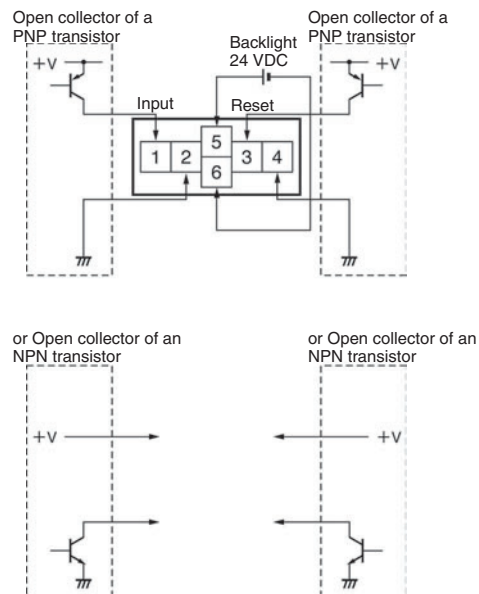 Open collector of a
PNP transistor
Open collector of a
PNP transistor
Backlight
24 VDC
+V
+V
Input
Reset
5
1 2 3 4
6
or Open collector of an
NPN transistor
or Open collector of an
NPN transistor
+V
+V